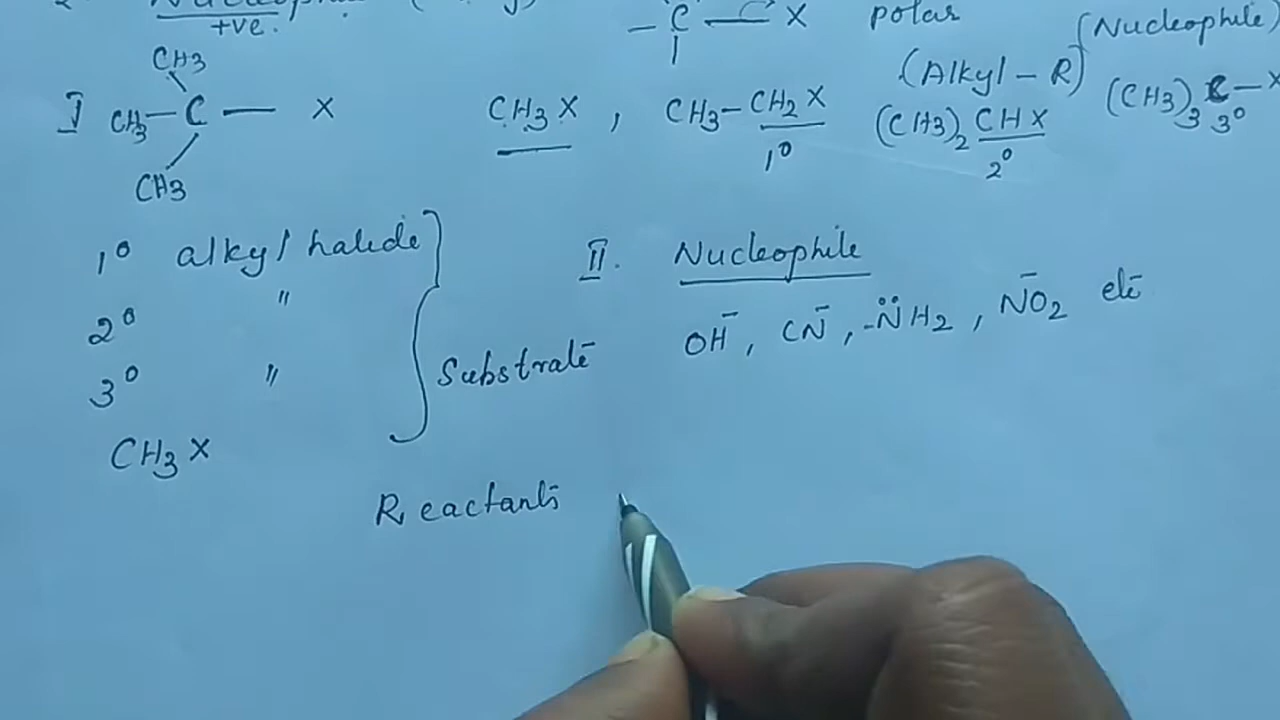 +ve.
– C — X polar (Nucleophile)
(Alkyl – R)
CH3
I CH3 – C — X CH3X , CH3 – CH2X (CH3)2 CHX (CH3)3 C – X
1° 2° 3°
CH3
1° alkyl halide
2° "
3° "
CH3X
Substrate
II. Nucleophile
OH⁻, CN⁻, –N̈H2, N̄O2 etc
Reactants